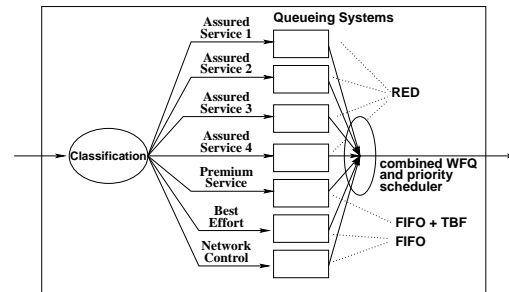 Queueing Systems
Assured
Service 1
Assured
Service 2
Assured
Service 3
Assured
Service 4
Premium
Service
Best
Effort
Network
Control
Classification
RED
combined WFQ
and priority
scheduler
FIFO + TBF
FIFO